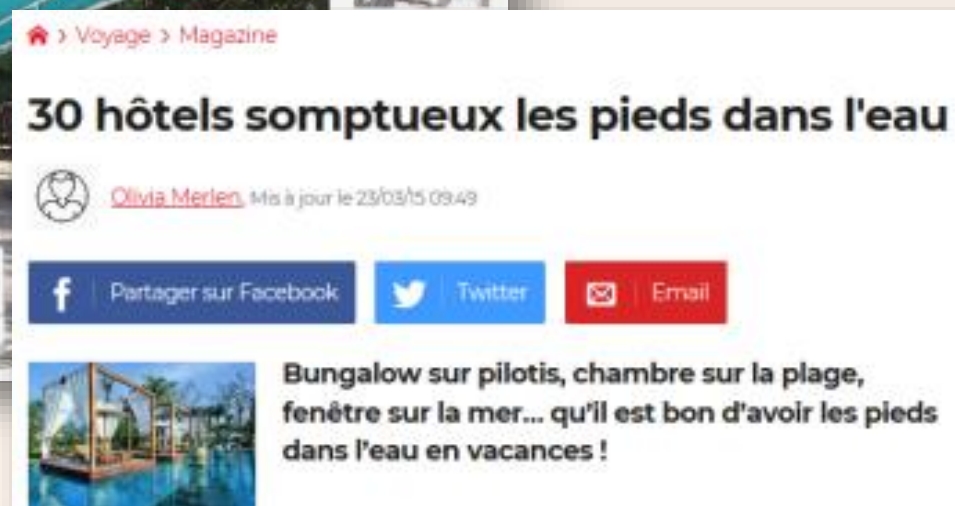 > Voyage > Magazine
30 hôtels somptueux les pieds dans l'eau
Olivia Merlen, Mis à jour le 23/03/15 09:49
f Partager sur Facebook
Twitter
Email
Bungalow sur pilotis, chambre sur la plage,
fenêtre sur la mer... qu'il est bon d'avoir les pieds
dans l'eau en vacances !